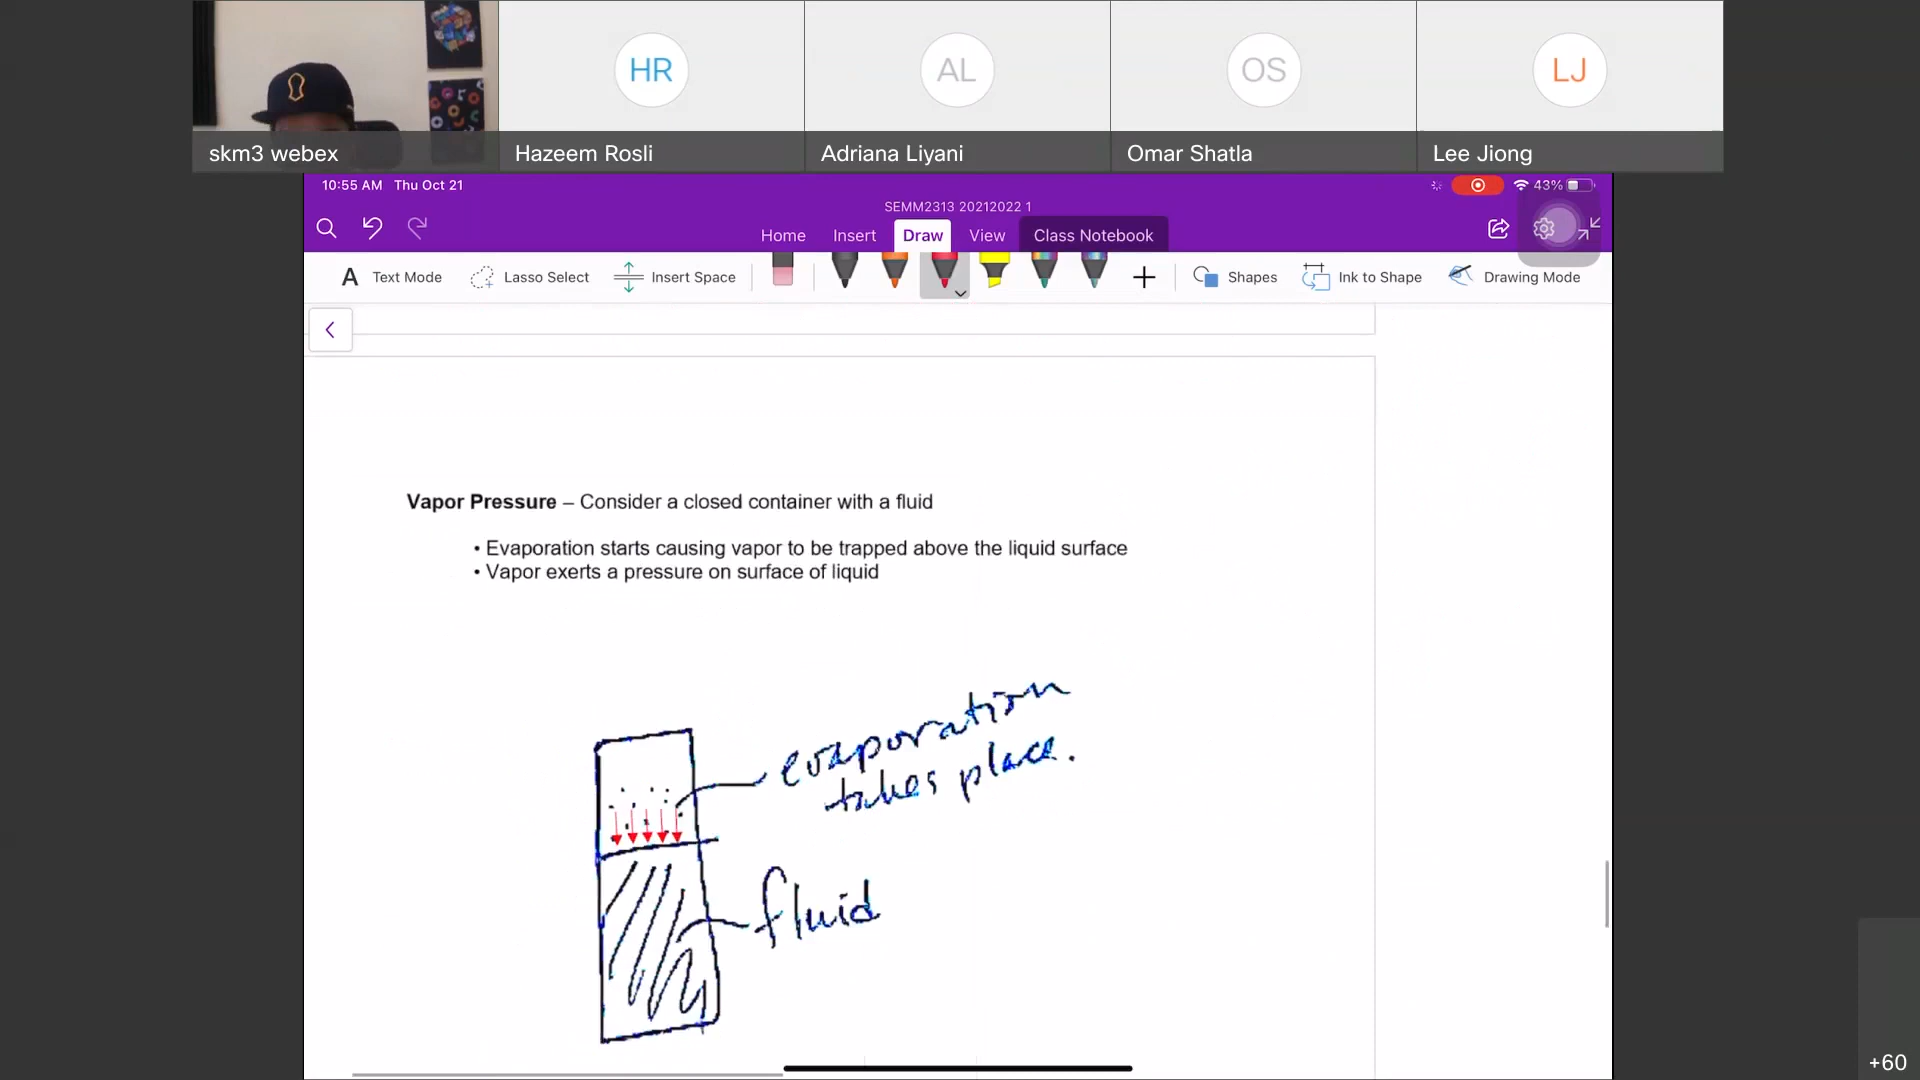 HR
AL
OS
LJ
skm3 webex
Hazeem Rosli
Adriana Liyani
Omar Shatla
Lee Jiong
10:55 AM Thu Oct 21
43%
SEMM2313 20212022 1
Home Insert Draw View Class Notebook
A Text Mode Lasso Select Insert Space Shapes Ink to Shape Drawing Mode
Vapor Pressure – Consider a closed container with a fluid
• Evaporation starts causing vapor to be trapped above the liquid surface
• Vapor exerts a pressure on surface of liquid
evaporation
takes place.
fluid
+60